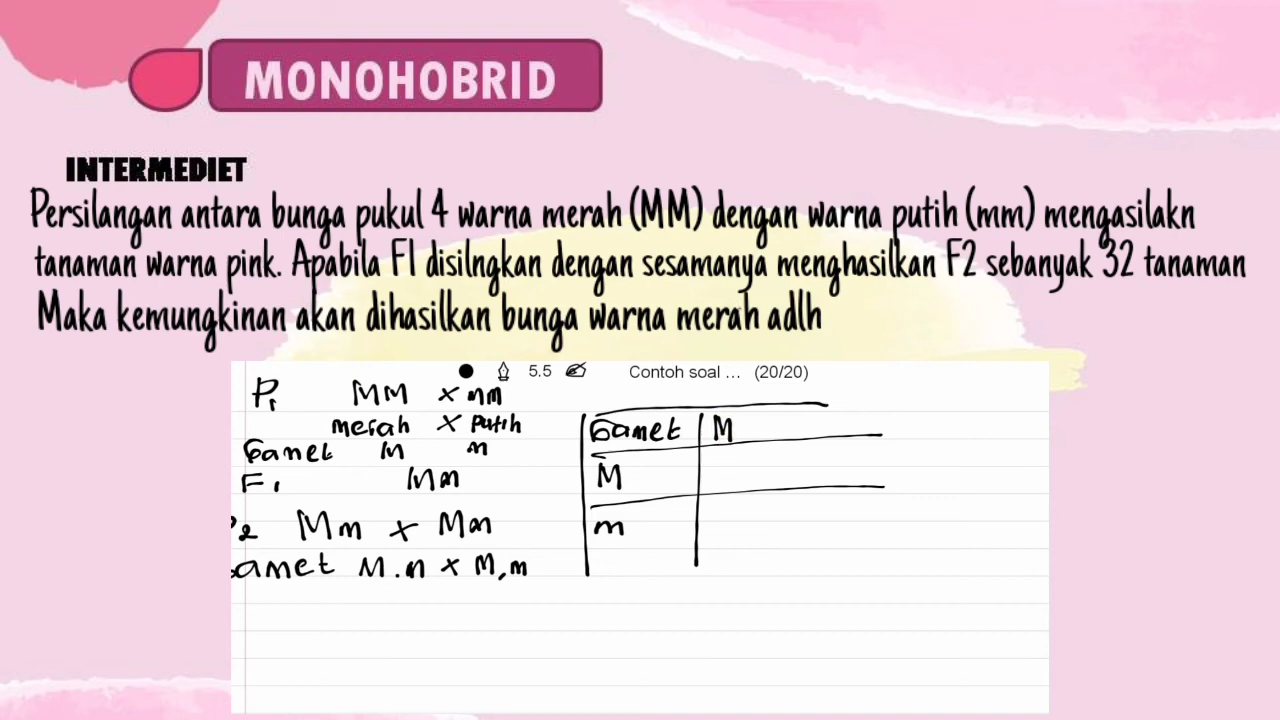 MONOHOBRID
INTERMEDIET
Persilangan antara bunga pukul 4 warna merah (MM) dengan warna putih (mm) mengasilakn
tanaman warna pink. Apabila F1 disilngkan dengan sesamanya menghasilkan F2 sebanyak 32 tanaman
Maka kemungkinan akan dihasilkan bunga warna merah adlh
5.5 Contoh soal ... (20/20)
P1 MM x mm
merah x putih
Gamet M m
F1 Mm
P2 Mm x Mm
Gamet M.m x M,m
Gamet M
M
m